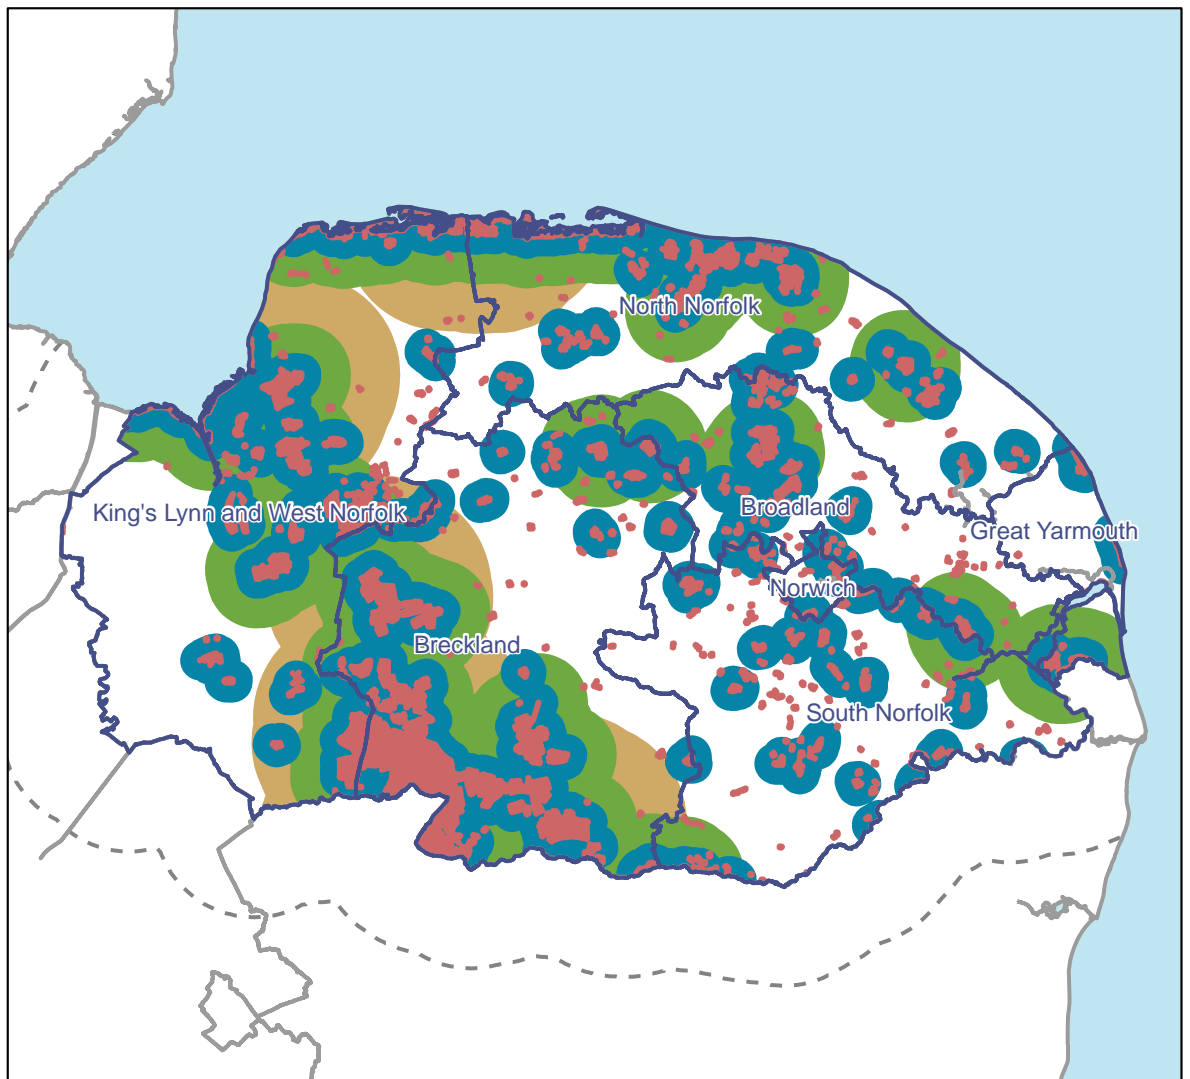 North Norfolk
King's Lynn and West Norfolk
Broadland
Great Yarmouth
Norwich
Breckland
South Norfolk